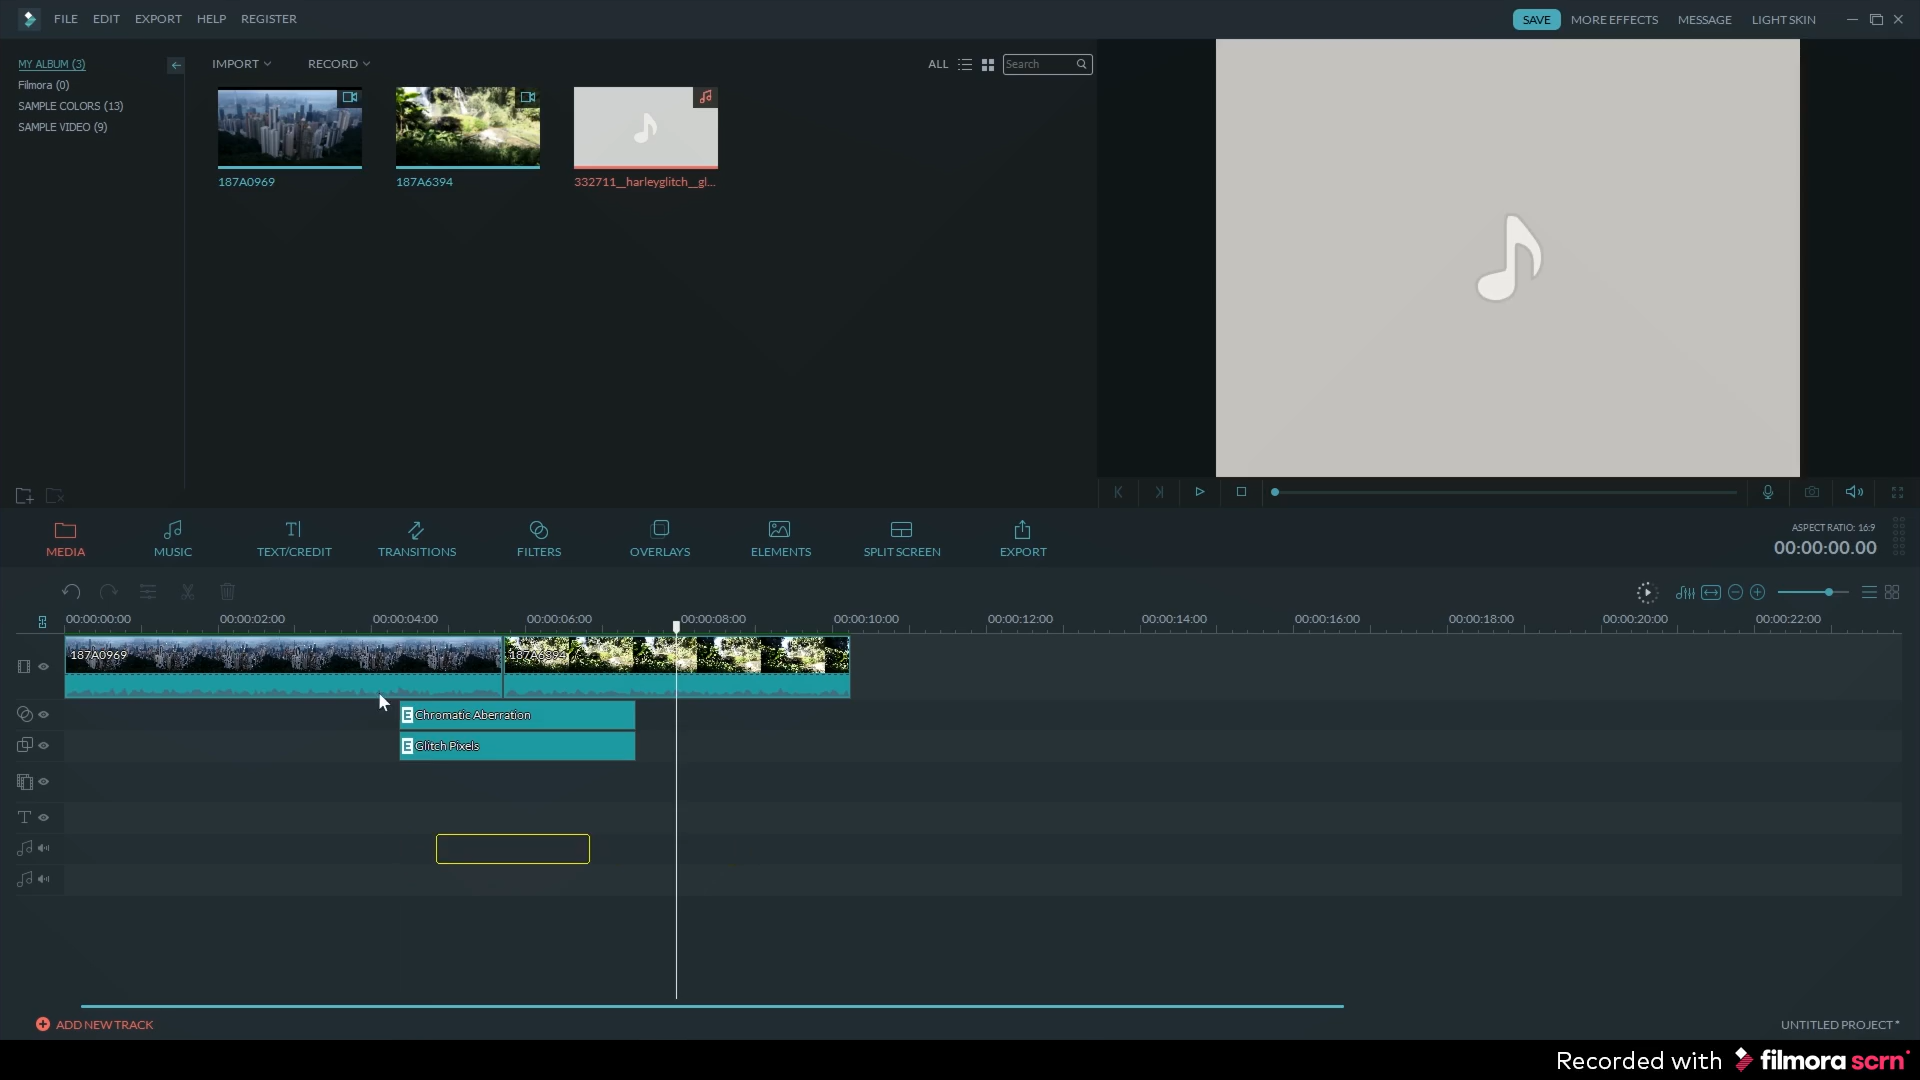 FILE EDIT EXPORT HELP REGISTER
SAVE MORE EFFECTS MESSAGE LIGHT SKIN
MY ALBUM (3)
Filmora (0)
SAMPLE COLORS (13)
SAMPLE VIDEO (9)
IMPORT RECORD
ALL Search
187A0969 187A6394 332711__harleyglitch__gl...
MEDIA MUSIC TEXT/CREDIT TRANSITIONS FILTERS OVERLAYS ELEMENTS SPLIT SCREEN EXPORT
ASPECT RATIO: 16:9
00:00:00.00
00:00:00:00 00:00:02:00 00:00:04:00 00:00:06:00 00:00:08:00 00:00:10:00 00:00:12:00 00:00:14:00 00:00:16:00 00:00:18:00 00:00:20:00 00:00:22:00
187A0969 187A6394
E Chromatic Aberration
E Glitch Pixels
ADD NEW TRACK
UNTITLED PROJECT *
Recorded with filmora scrn